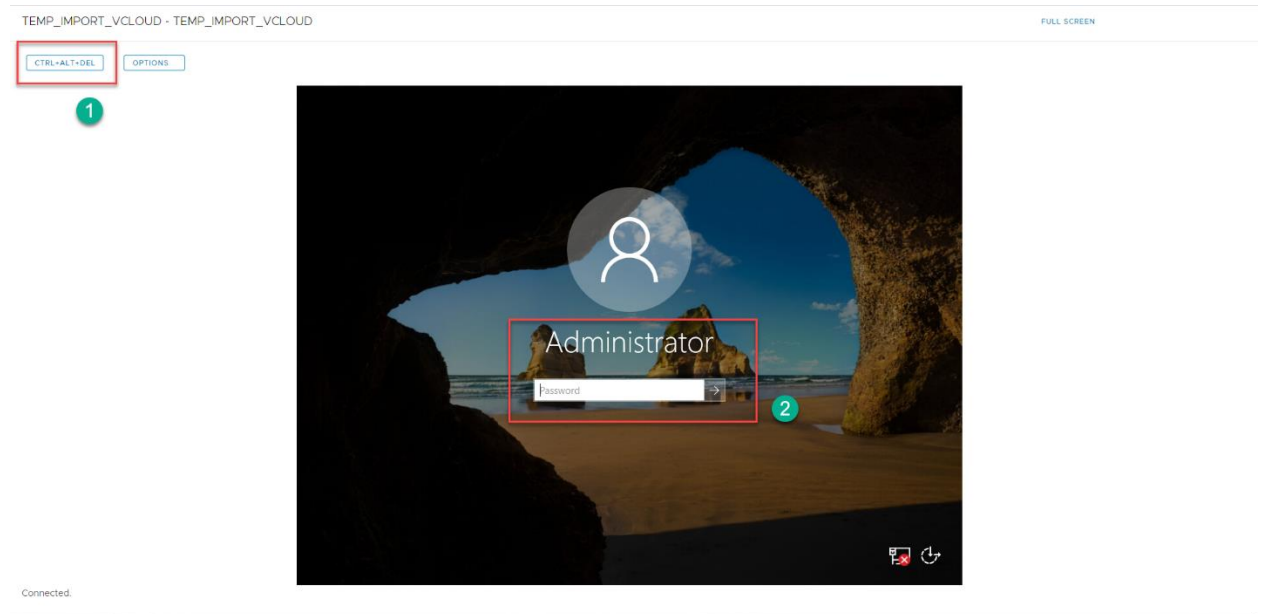 TEMP_IMPORT_VCLOUD - TEMP_IMPORT_VCLOUD
FULL SCREEN
CTRL+ALT+DEL
OPTIONS
1
Administrator
Password
2
Connected.